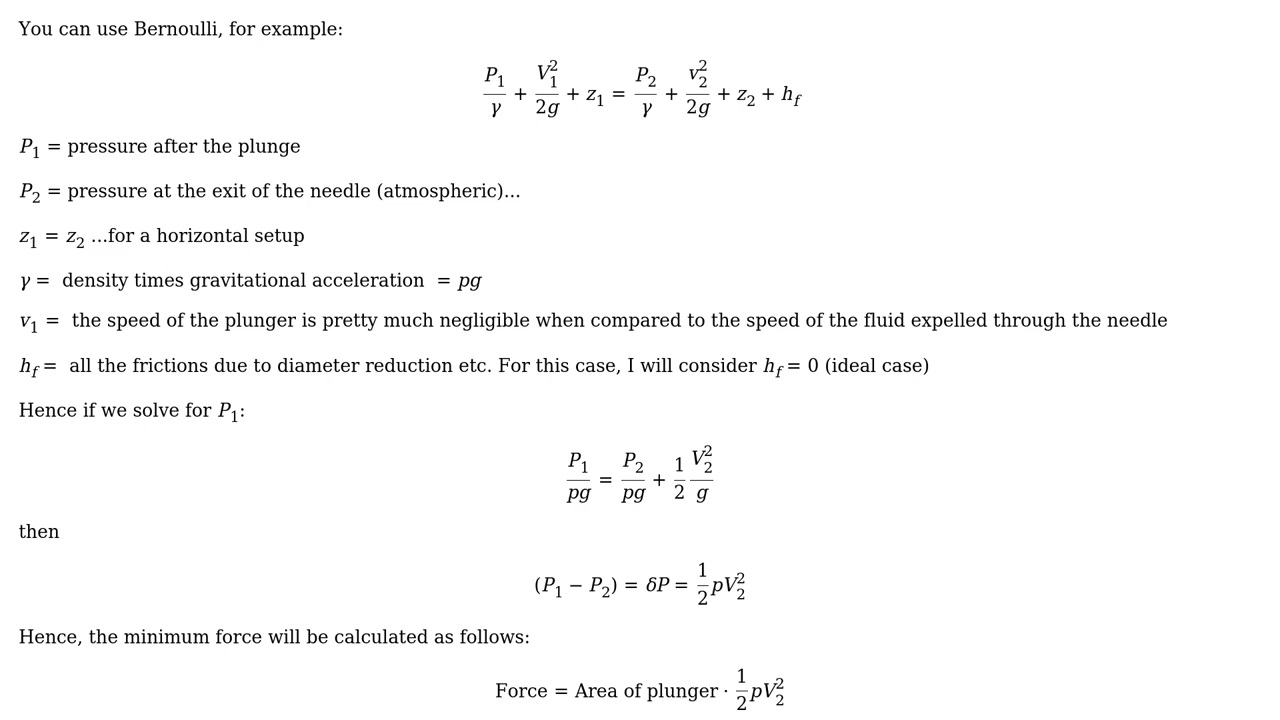 You can use Bernoulli, for example:
P₁/γ + V₁²/2g + z₁ = P₂/γ + v₂²/2g + z₂ + h_f
P₁ = pressure after the plunge
P₂ = pressure at the exit of the needle (atmospheric)...
z₁ = z₂ ...for a horizontal setup
γ = density times gravitational acceleration = pg
v₁ = the speed of the plunger is pretty much negligible when compared to the speed of the fluid expelled through the needle
h_f = all the frictions due to diameter reduction etc. For this case, I will consider h_f = 0 (ideal case)
Hence if we solve for P₁:
P₁/pg = P₂/pg + 1/2 V₂²/g
then
(P₁ − P₂) = δP = 1/2 pV₂²
Hence, the minimum force will be calculated as follows:
Force = Area of plunger · 1/2 pV₂²